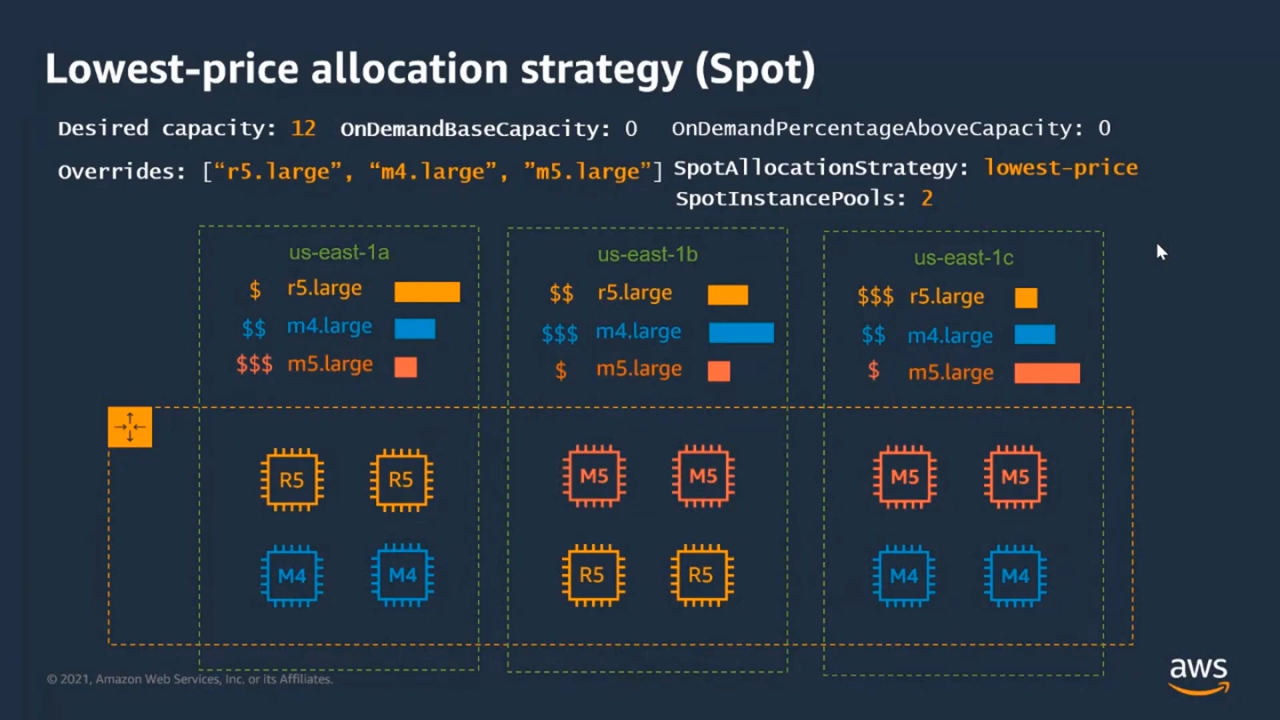 Lowest-price allocation strategy (Spot)
Desired capacity: 12 OnDemandBaseCapacity: 0 OnDemandPercentageAboveCapacity: 0
Overrides: [“r5.large”, “m4.large”, ”m5.large”] SpotAllocationStrategy: lowest-price
SpotInstancePools: 2
us-east-1a
$ r5.large
$$ m4.large
$$$ m5.large
us-east-1b
$$ r5.large
$$$ m4.large
$ m5.large
us-east-1c
$$$ r5.large
$$ m4.large
$ m5.large
R5 R5 M5 M5 M5 M5
M4 M4 R5 R5 M4 M4
© 2021, Amazon Web Services, Inc. or its Affiliates.
aws